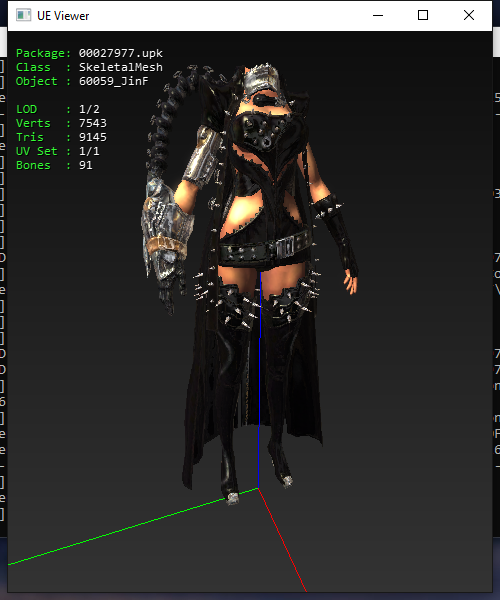 UE Viewer
Package: 00027977.upk
Class : SkeletalMesh
Object : 60059_JinF
LOD : 1/2
Verts : 7543
Tris : 9145
UV Set : 1/1
Bones : 91